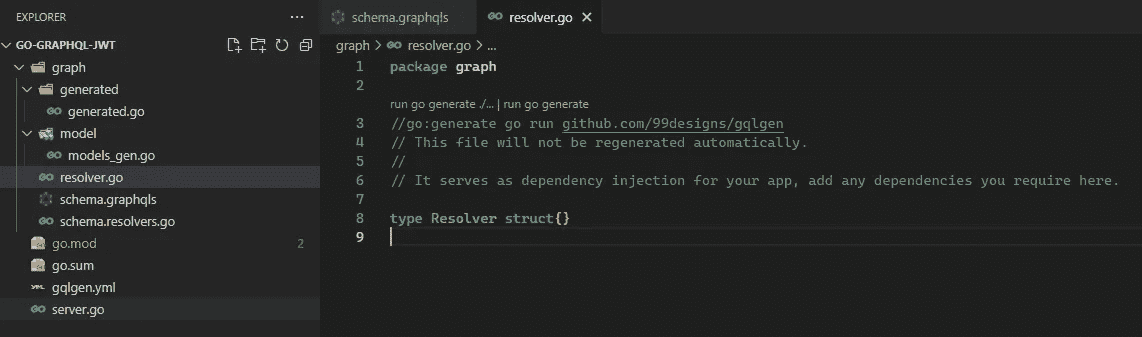 EXPLORER
GO-GRAPHQL-JWT
graph
generated
generated.go
model
models_gen.go
resolver.go
schema.graphqls
schema.resolvers.go
go.mod 2
go.sum
gqlgen.yml
server.go
schema.graphqls resolver.go
graph > resolver.go > ...
1 package graph
2
run go generate ./... | run go generate
3 //go:generate go run github.com/99designs/gqlgen
4 // This file will not be regenerated automatically.
5 //
6 // It serves as dependency injection for your app, add any dependencies you require here.
7
8 type Resolver struct{}
9